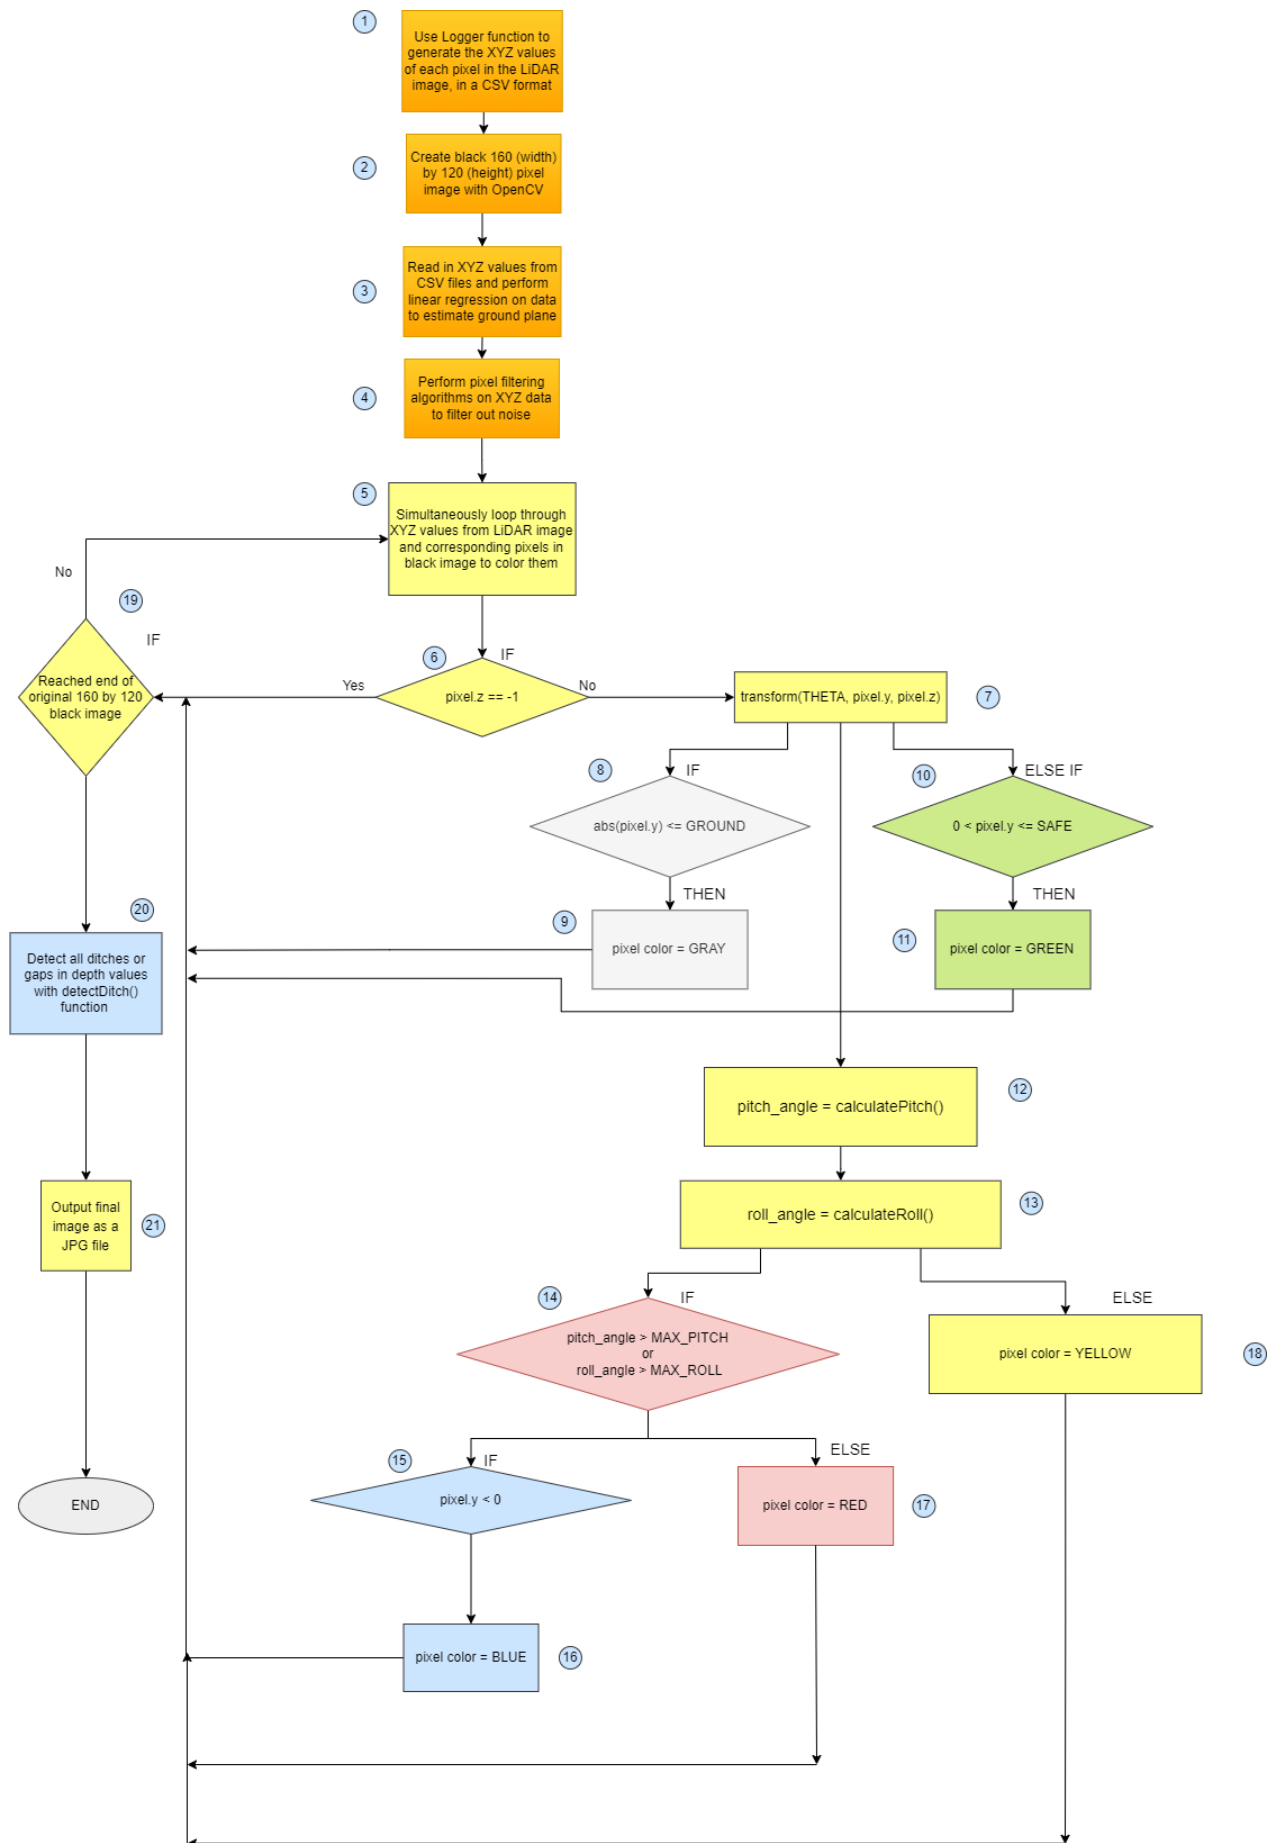 1
Use Logger function to
generate the XYZ values
of each pixel in the LiDAR
image, in a CSV format
2
Create black 160 (width)
by 120 (height) pixel
image with OpenCV
3
Read in XYZ values from
CSV files and perform
linear regression on data
to estimate ground plane
4
Perform pixel filtering
algorithms on XYZ data
to filter out noise
5
Simultaneously loop through
XYZ values from LiDAR image
and corresponding pixels in
black image to color them
No
19
IF
Reached end of
original 160 by 120
black image
6
IF
Yes
pixel.z == -1
No
transform(THETA, pixel.y, pixel.z)
7
8
IF
abs(pixel.y) <= GROUND
THEN
9
pixel color = GRAY
10
ELSE IF
0 < pixel.y <= SAFE
THEN
11
pixel color = GREEN
20
Detect all ditches or
gaps in depth values
with detectDitch()
function
12
pitch_angle = calculatePitch()
13
roll_angle = calculateRoll()
Output final
image as a
JPG file
21
14
IF
pitch_angle > MAX_PITCH
or
roll_angle > MAX_ROLL
ELSE
pixel color = YELLOW
18
15
IF
pixel.y < 0
ELSE
pixel color = RED
17
END
pixel color = BLUE
16